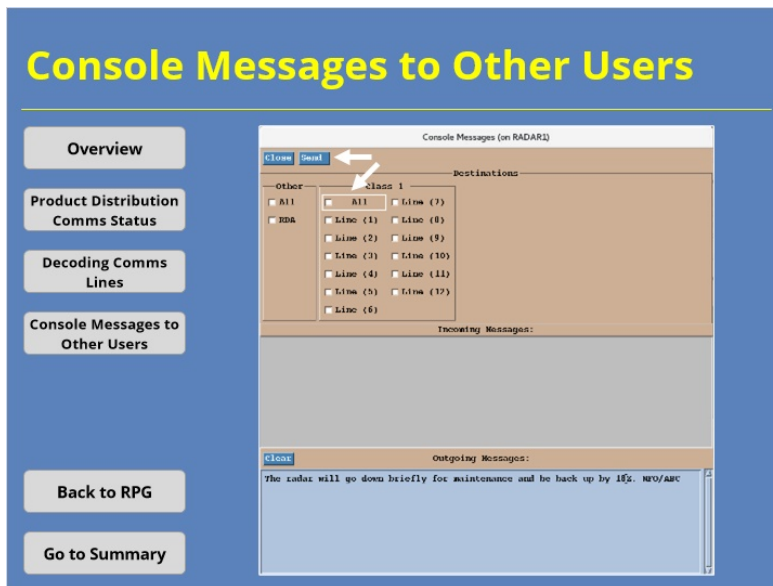 Console Messages to Other Users
Overview
Product Distribution
Comms Status
Decoding Comms
Lines
Console Messages to
Other Users
Back to RPG
Go to Summary
Console Messages (on RADAR1)
Close Send
Destinations
Other Class 1
All All Line (7)
RDA Line (1) Line (8)
Line (2) Line (9)
Line (3) Line (10)
Line (4) Line (11)
Line (5) Line (12)
Line (6)
Incoming Messages:
Clear Outgoing Messages:
The radar will go down briefly for maintenance and be back up by